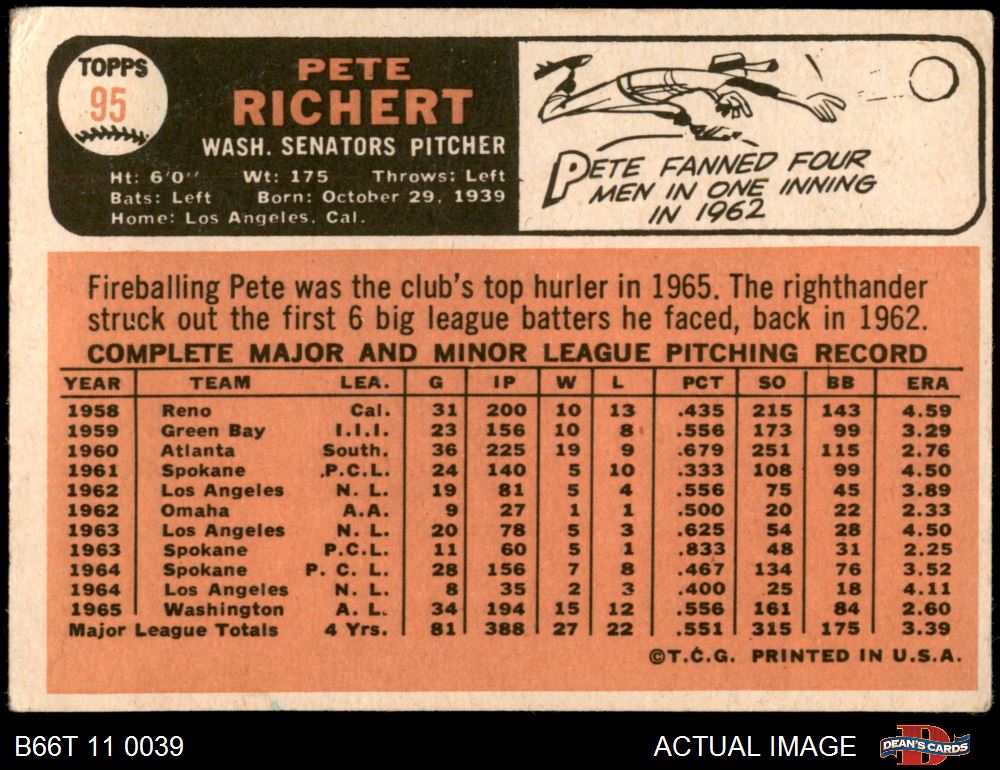 TOPPS
95
PETE
RICHERT
WASH. SENATORS PITCHER
Ht: 6'0" Wt: 175 Throws: Left
Bats: Left Born: October 29, 1939
Home: Los Angeles, Cal.
PETE FANNED FOUR
MEN IN ONE INNING
IN 1962
Fireballing Pete was the club's top hurler in 1965. The righthander
struck out the first 6 big league batters he faced, back in 1962.
COMPLETE MAJOR AND MINOR LEAGUE PITCHING RECORD
YEAR TEAM LEA. G IP W L PCT SO BB ERA
1958 Reno Cal. 31 200 10 13 .435 215 143 4.59
1959 Green Bay I.I.I. 23 156 10 8 .556 173 99 3.29
1960 Atlanta South. 36 225 19 9 .679 251 115 2.76
1961 Spokane P.C.L. 24 140 5 10 .333 108 99 4.50
1962 Los Angeles N. L. 19 81 5 4 .556 75 45 3.89
1962 Omaha A.A. 9 27 1 1 .500 20 22 2.33
1963 Los Angeles N. L. 20 78 5 3 .625 54 28 4.50
1963 Spokane P.C.L. 11 60 5 1 .833 48 31 2.25
1964 Spokane P. C. L. 28 156 7 8 .467 134 76 3.52
1964 Los Angeles N. L. 8 35 2 3 .400 25 18 4.11
1965 Washington A. L. 34 194 15 12 .556 161 84 2.60
Major League Totals 4 Yrs. 81 388 27 22 .551 315 175 3.39
©T.C.G. PRINTED IN U.S.A.
B66T 11 0039
ACTUAL IMAGE
DEAN'S CARDS